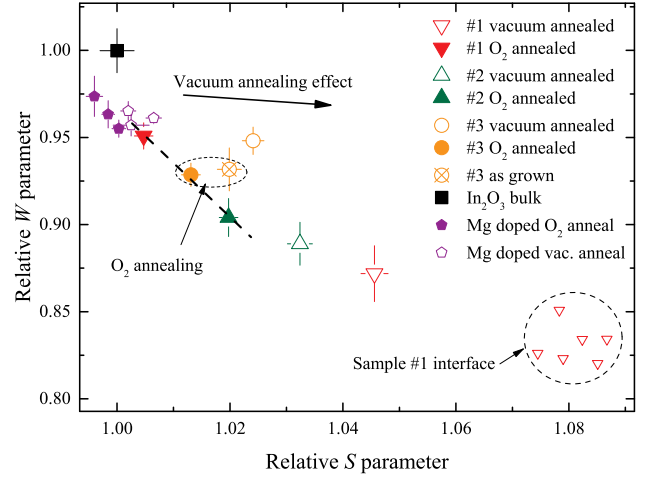 #1 vacuum annealed
#1 O₂ annealed
#2 vacuum annealed
#2 O₂ annealed
#3 vacuum annealed
#3 O₂ annealed
#3 as grown
In₂O₃ bulk
Mg doped O₂ anneal
Mg doped vac. anneal
Vacuum annealing effect
O₂ annealing
Sample #1 interface
Relative W parameter
1.00
0.95
0.90
0.85
0.80
1.00 1.02 1.04 1.06 1.08
Relative S parameter